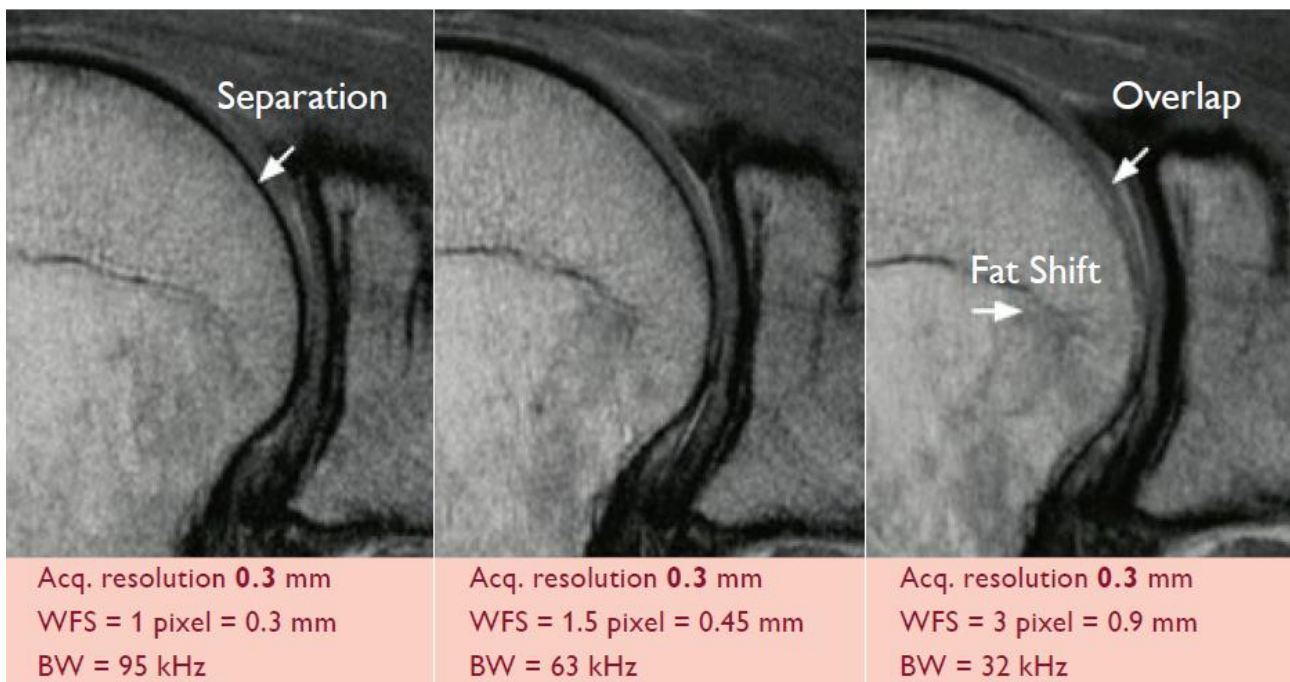 Separation
Overlap
Fat Shift
Acq. resolution 0.3 mm
WFS = 1 pixel = 0.3 mm
BW = 95 kHz
Acq. resolution 0.3 mm
WFS = 1.5 pixel = 0.45 mm
BW = 63 kHz
Acq. resolution 0.3 mm
WFS = 3 pixel = 0.9 mm
BW = 32 kHz